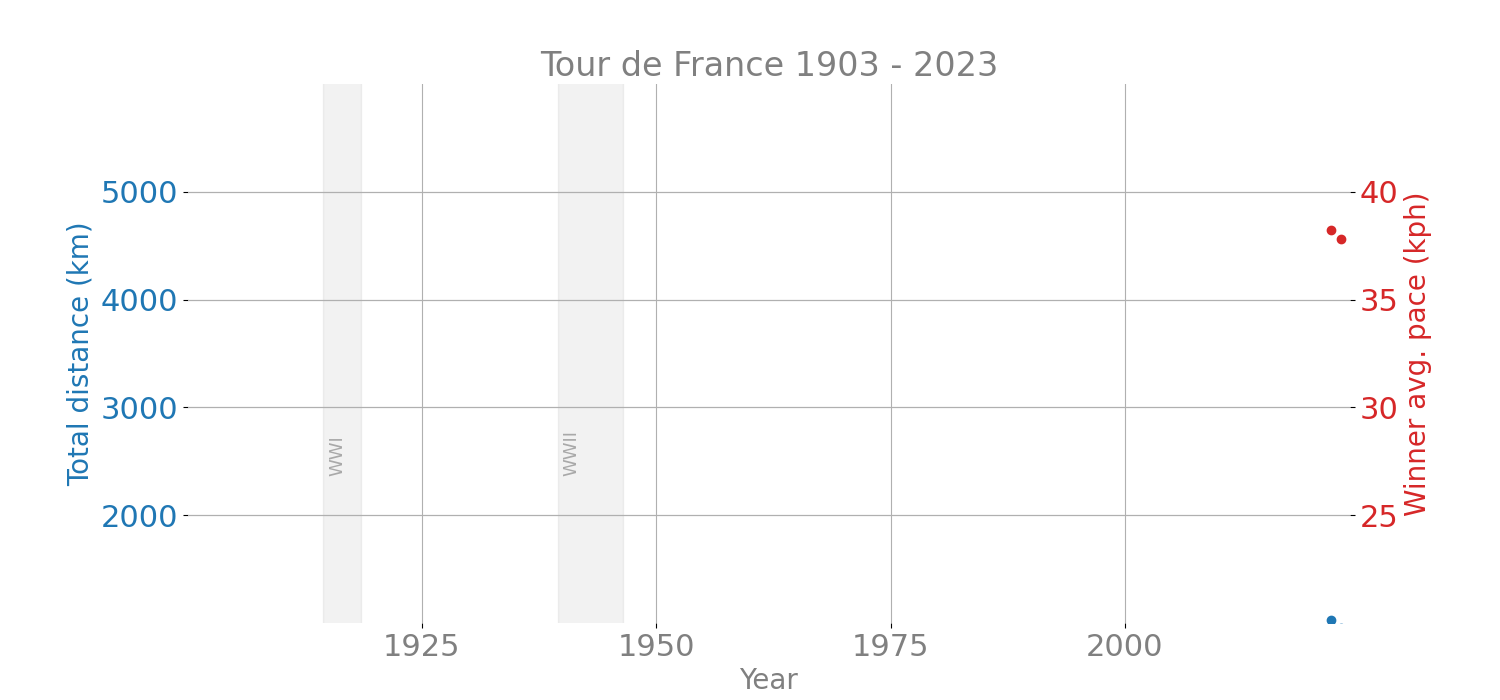 Tour de France 1903 - 2023
Total distance (km)
5000
4000
3000
2000
WWI
WWII
40
35
30
25
Winner avg. pace (kph)
1925
1950
1975
2000
Year